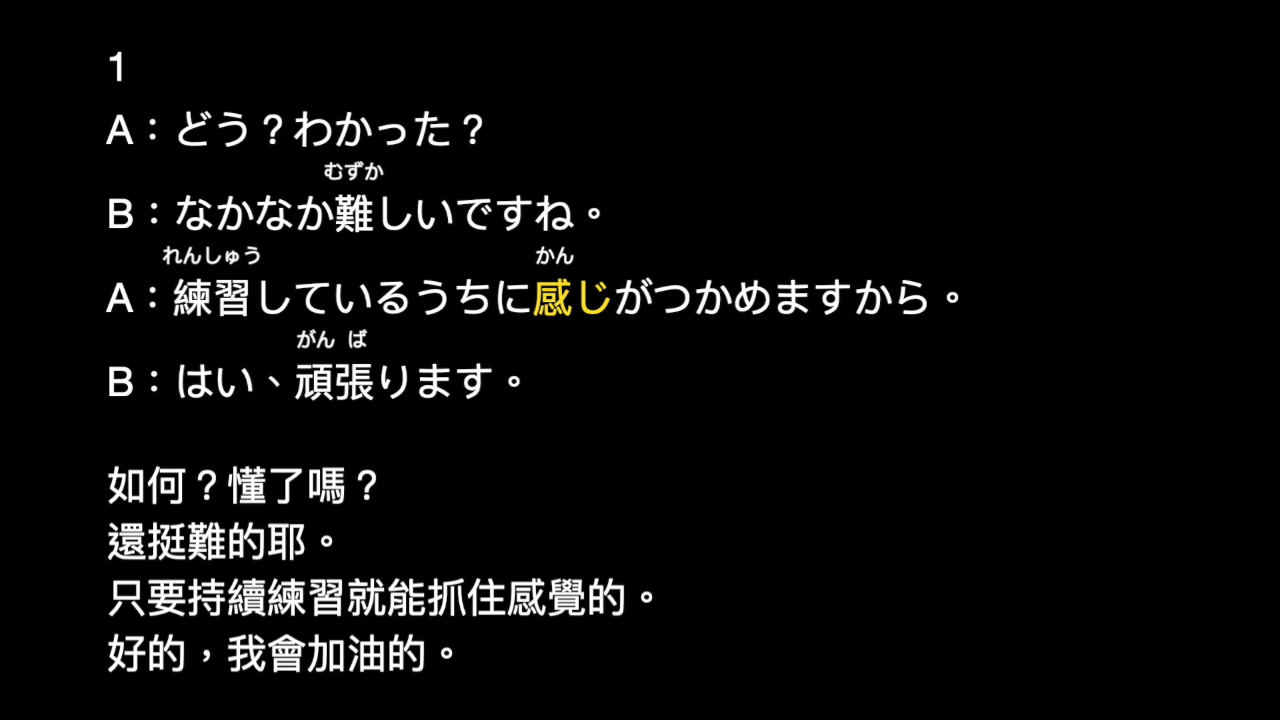 1
A：どう？わかった？
むずか
B：なかなか難しいですね。
れんしゅう かん
A：練習しているうちに感じがつかめますから。
がん ば
B：はい、頑張ります。
如何？懂了嗎？
還挺難的耶。
只要持續練習就能抓住感覺的。
好的，我會加油的。